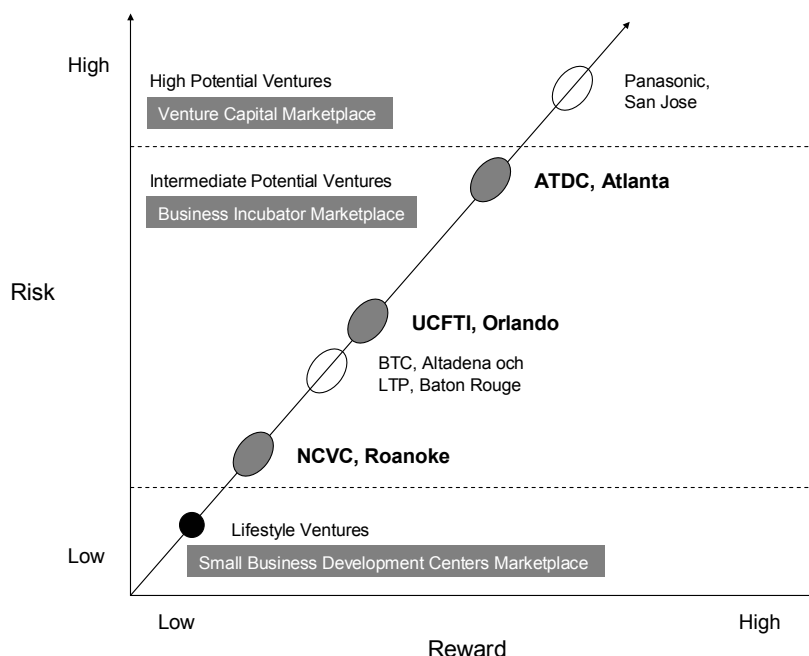 High
High Potential Ventures
Venture Capital Marketplace
Panasonic,
San Jose
Intermediate Potential Ventures
Business Incubator Marketplace
ATDC, Atlanta
Risk
UCFTI, Orlando
BTC, Altadena och
LTP, Baton Rouge
NCVC, Roanoke
Lifestyle Ventures
Small Business Development Centers Marketplace
Low
Low
High
Reward